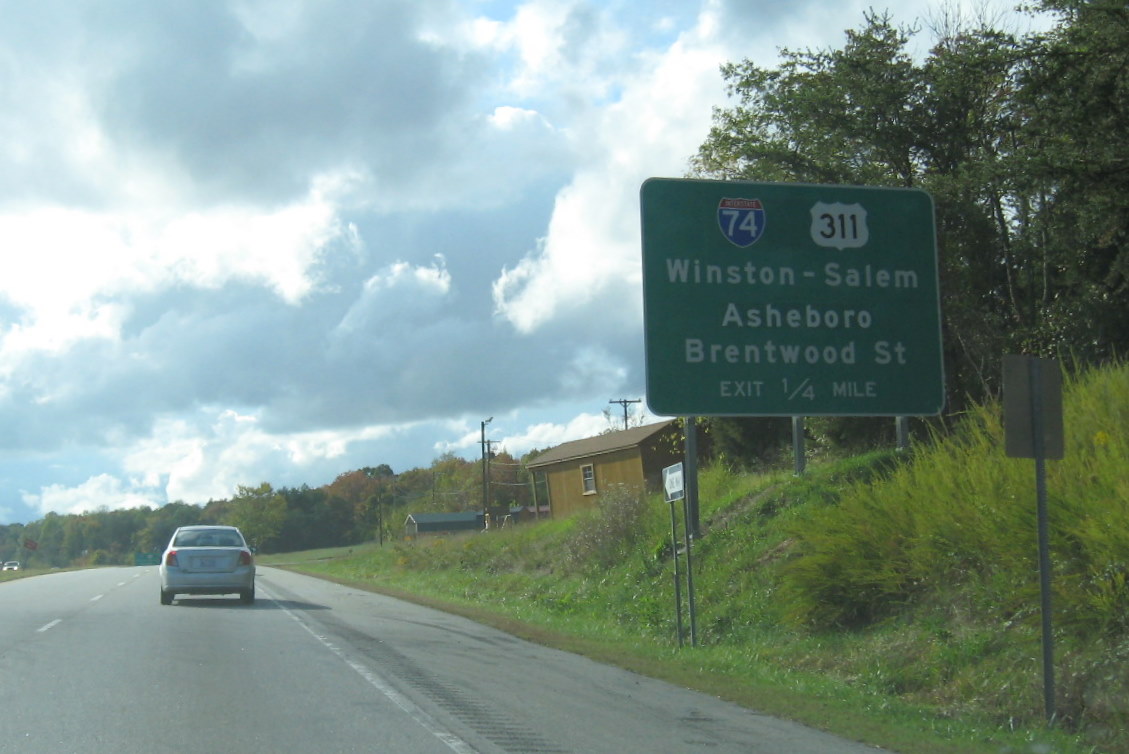 INTERSTATE
74 311
Winston-Salem
Asheboro
Brentwood St
EXIT 1/4 MILE